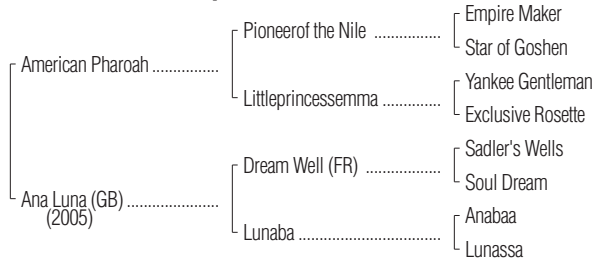 Empire Maker
Pioneerof the Nile ................
Star of Goshen
American Pharoah ................
Yankee Gentleman
Littleprincessemma ..............
Exclusive Rosette
Sadler's Wells
Dream Well (FR) ..................
Soul Dream
Ana Luna (GB) ......................
(2005)
Anabaa
Lunaba .................................
Lunassa